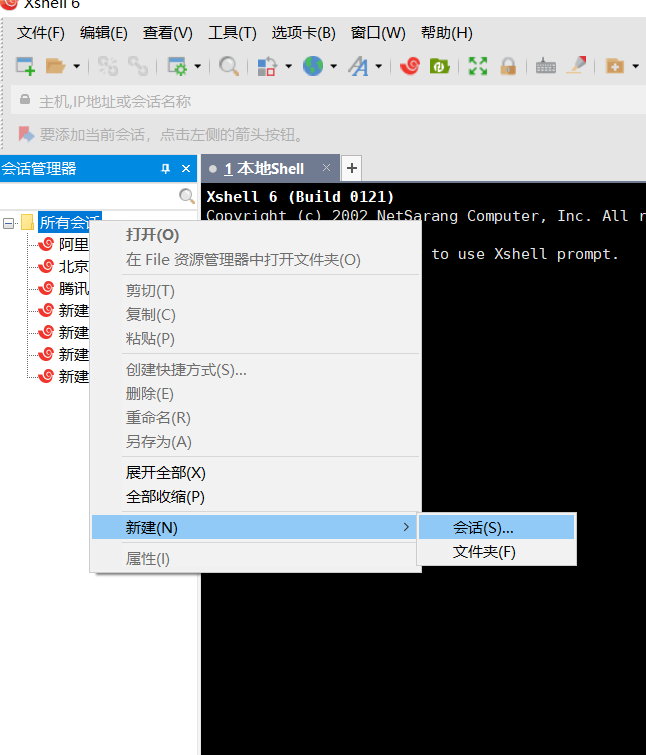 Xshell 6
文件(F) 编辑(E) 查看(V) 工具(T) 选项卡(B) 窗口(W) 帮助(H)
主机,IP地址或会话名称
要添加当前会话，点击左侧的箭头按钮。
会话管理器
1 本地Shell
Xshell 6 (Build 0121)
Copyright (c) 2002 NetSarang Computer, Inc. All r
to use Xshell prompt.
所有会话
阿里
北京
腾讯
新建
新建
新建
新建
打开(O)
在 File 资源管理器中打开文件夹(O)
剪切(T)
复制(C)
粘贴(P)
创建快捷方式(S)...
删除(E)
重命名(R)
另存为(A)
展开全部(X)
全部收缩(P)
新建(N)
属性(I)
会话(S)...
文件夹(F)